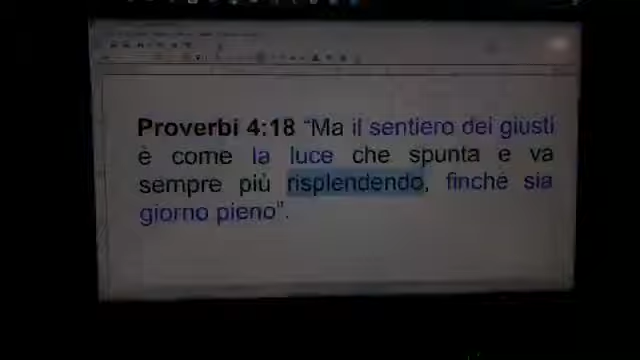 Proverbi 4:18 “Ma il sentiero dei giusti
è come la luce che spunta e va
sempre più risplendendo, finché sia
giorno pieno”.